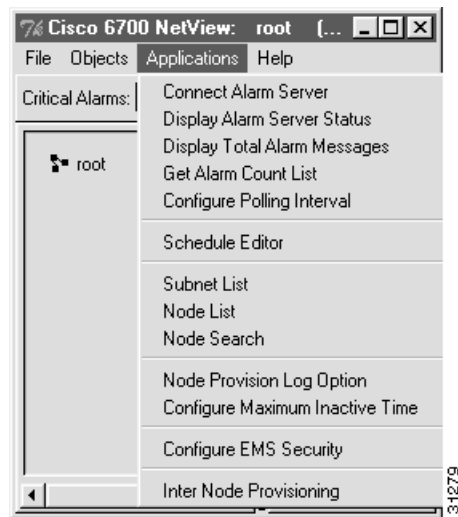 Cisco 6700 NetView: root (...
File Objects Applications Help
Critical Alarms:
root
Connect Alarm Server
Display Alarm Server Status
Display Total Alarm Messages
Get Alarm Count List
Configure Polling Interval
Schedule Editor
Subnet List
Node List
Node Search
Node Provision Log Option
Configure Maximum Inactive Time
Configure EMS Security
Inter Node Provisioning
31279